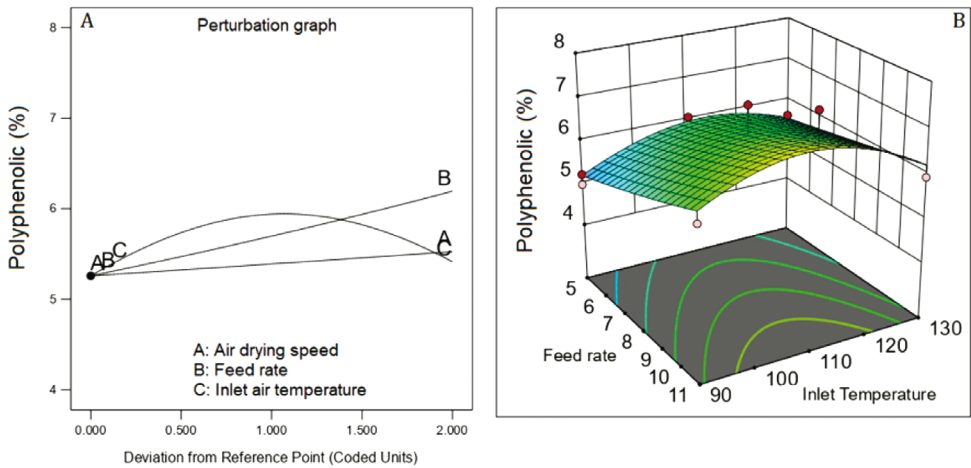 A
Perturbation graph
Polyphenolic (%)
8
7
6
5
4
A
B
C
B
A
C
A: Air drying speed
B: Feed rate
C: Inlet air temperature
0.000
0.500
1.000
1.500
2.000
Deviation from Reference Point (Coded Units)
B
Polyphenolic (%)
8
7
6
5
4
5
6
7
8
9
10
11
Feed rate
90
100
110
120
130
Inlet Temperature